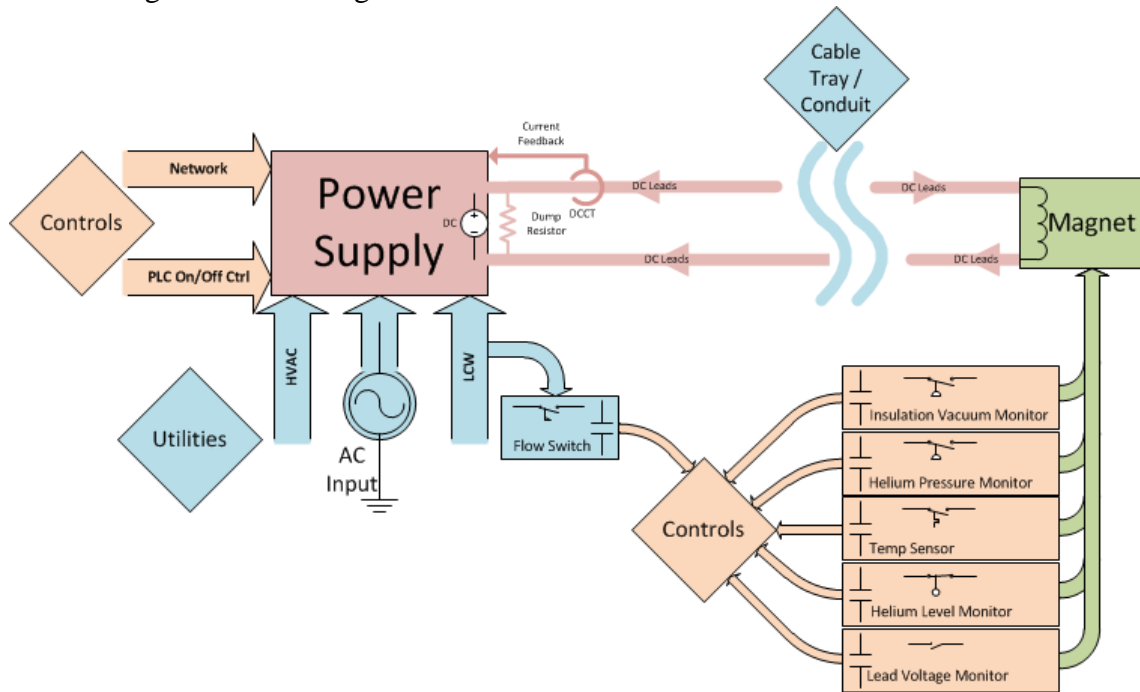 Cable
Tray /
Conduit
Current
Feedback
Network
Controls
PLC On/Off Ctrl
Power
Supply
DC
+
-
Dump
Resistor
DCCT
DC Leads
DC Leads
DC Leads
DC Leads
Magnet
HVAC
LCW
Utilities
AC
Input
Flow Switch
Controls
Insulation Vacuum Monitor
Helium Pressure Monitor
Temp Sensor
Helium Level Monitor
Lead Voltage Monitor